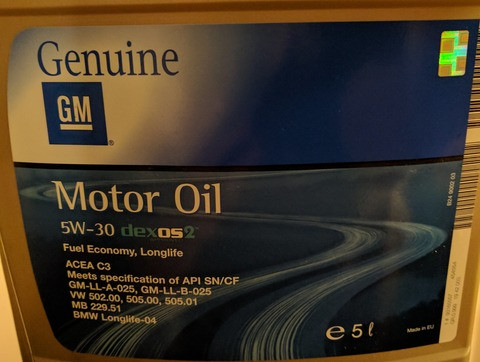 Genuine
GM
Motor Oil
5W-30 dexos2
Fuel Economy, Longlife
ACEA C3
Meets specification of API SN/CF
GM-LL-A-025, GM-LL-B-025
VW 502.00, 505.00, 505.01
MB 229.51
BMW Longlife-04
e 5l
Made in EU